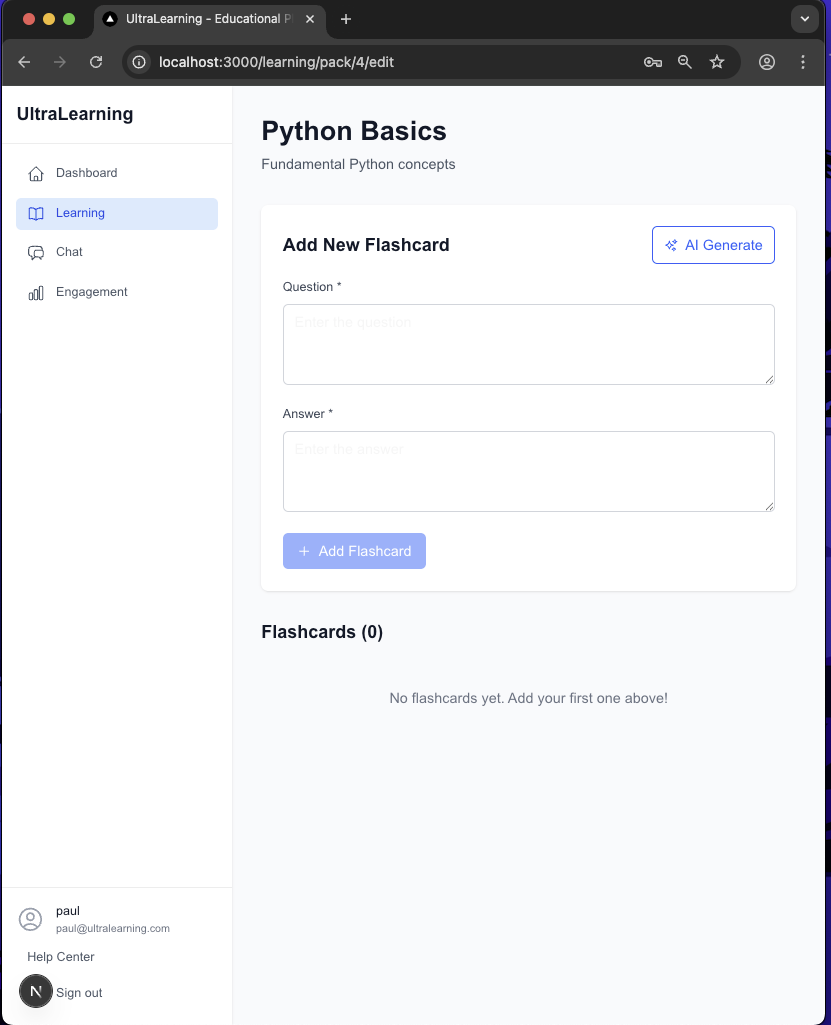 UltraLearning - Educational P
localhost:3000/learning/pack/4/edit
UltraLearning
Dashboard
Learning
Chat
Engagement
Python Basics
Fundamental Python concepts
Add New Flashcard
AI Generate
Question *
Enter the question
Answer *
Enter the answer
+ Add Flashcard
Flashcards (0)
No flashcards yet. Add your first one above!
paul
paul@ultralearning.com
Help Center
N
Sign out